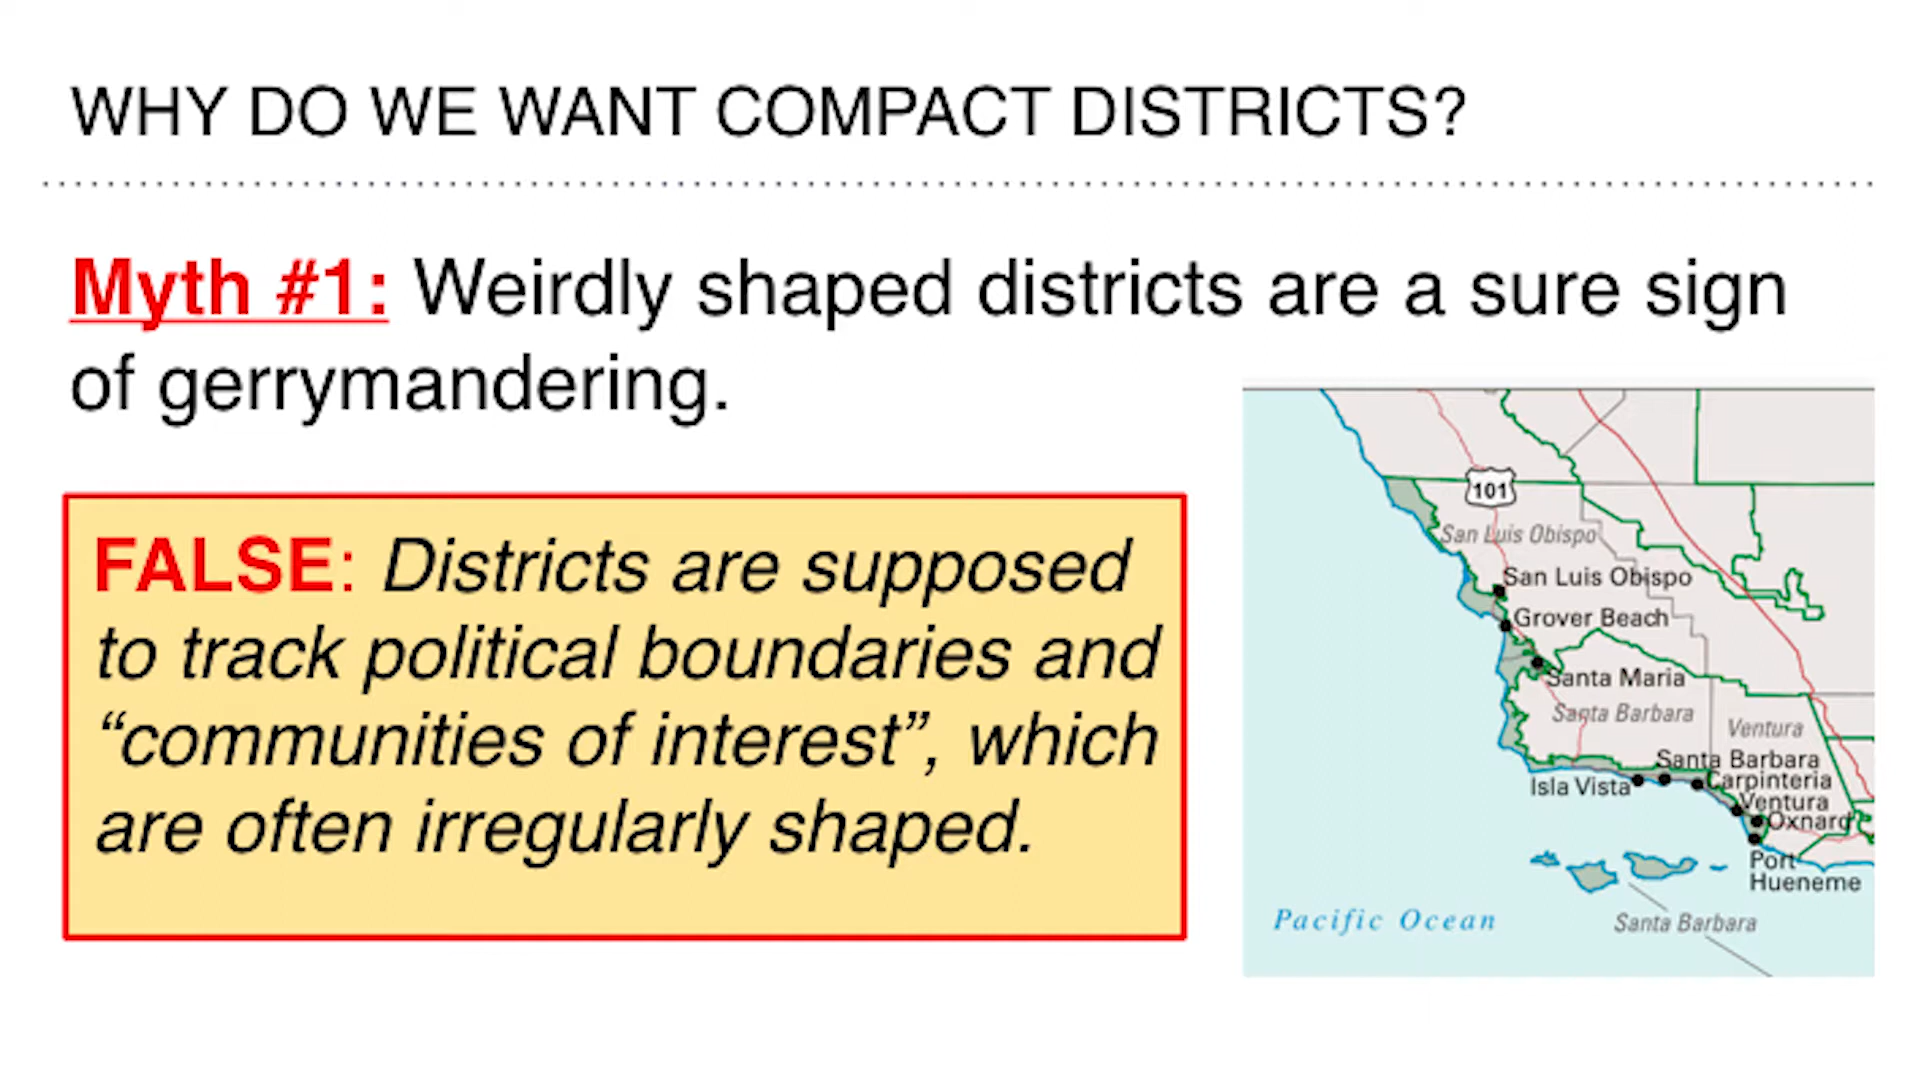 WHY DO WE WANT COMPACT DISTRICTS?
Myth #1: Weirdly shaped districts are a sure sign
of gerrymandering.
FALSE: Districts are supposed
to track political boundaries and
“communities of interest”, which
are often irregularly shaped.
101
San Luis Obispo
San Luis Obispo
Grover Beach
Santa Maria
Santa Barbara
Ventura
Santa Barbara
Isla Vista
Carpinteria
Ventura
Oxnard
Port
Hueneme
Pacific Ocean
Santa Barbara